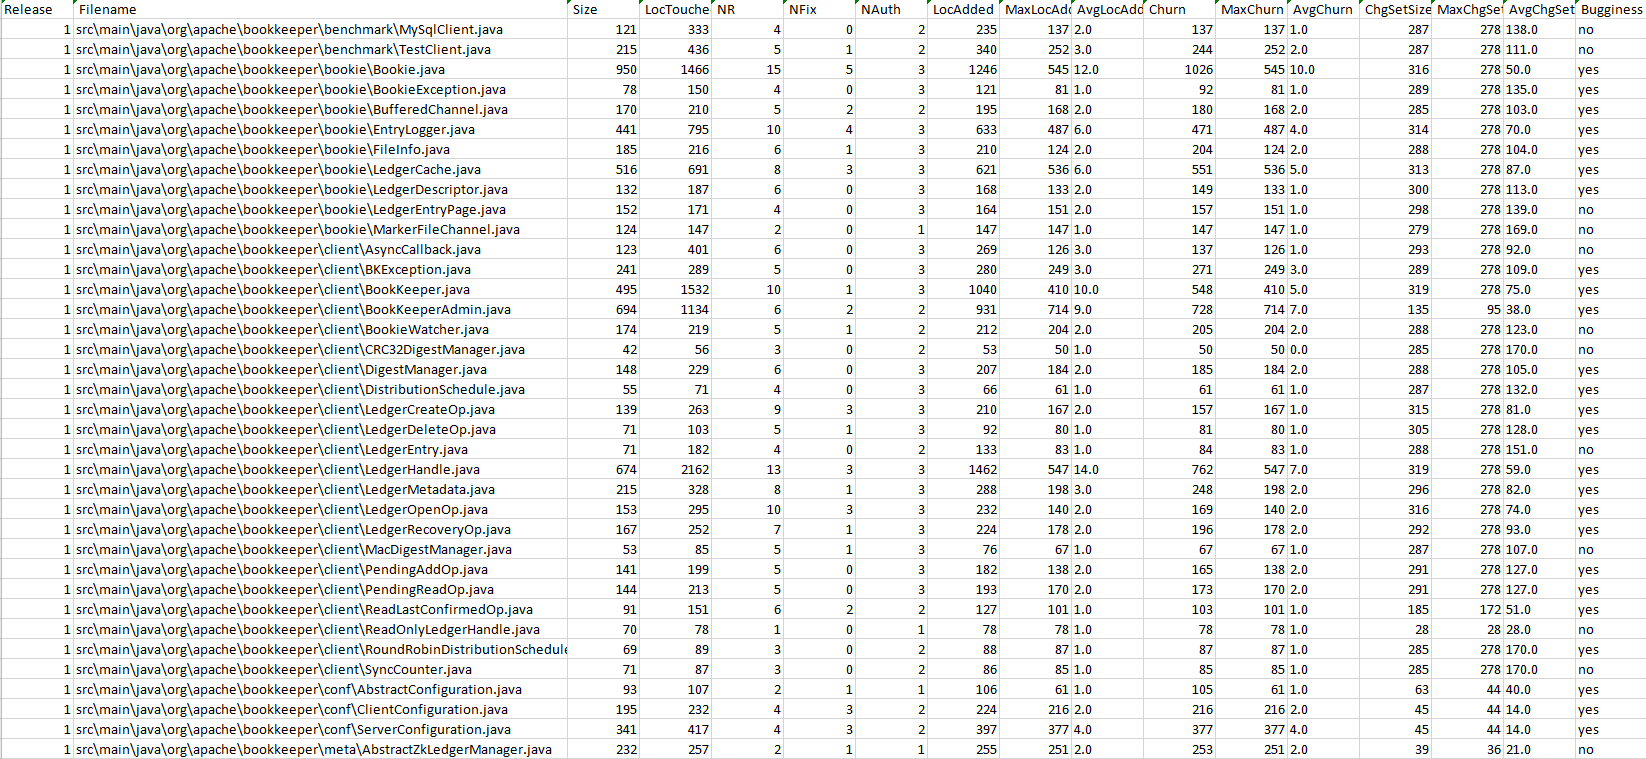 Release Filename Size LocTouche NR NFix NAuth LocAdded MaxLocAdd AvgLocAdd Churn MaxChurn AvgChurn ChgSetSize MaxChgSet AvgChgSet Bugginess
1 src\main\java\org\apache\bookkeeper\benchmark\MySqlClient.java 121 333 4 0 2 235 137 2.0 137 137 1.0 287 278 138.0 no
1 src\main\java\org\apache\bookkeeper\benchmark\TestClient.java 215 436 5 1 2 340 252 3.0 244 252 2.0 287 278 111.0 no
1 src\main\java\org\apache\bookkeeper\bookie\Bookie.java 950 1466 15 5 3 1246 545 12.0 1026 545 10.0 316 278 50.0 yes
1 src\main\java\org\apache\bookkeeper\bookie\BookieException.java 78 150 4 0 3 121 81 1.0 92 81 1.0 289 278 135.0 yes
1 src\main\java\org\apache\bookkeeper\bookie\BufferedChannel.java 170 210 5 2 2 195 168 2.0 180 168 2.0 285 278 103.0 yes
1 src\main\java\org\apache\bookkeeper\bookie\EntryLogger.java 441 795 10 4 3 633 487 6.0 471 487 4.0 314 278 70.0 yes
1 src\main\java\org\apache\bookkeeper\bookie\FileInfo.java 185 216 6 1 3 210 124 2.0 204 124 2.0 288 278 104.0 yes
1 src\main\java\org\apache\bookkeeper\bookie\LedgerCache.java 516 691 8 3 3 621 536 6.0 551 536 5.0 313 278 87.0 yes
1 src\main\java\org\apache\bookkeeper\bookie\LedgerDescriptor.java 132 187 6 0 3 168 133 2.0 149 133 1.0 300 278 113.0 yes
1 src\main\java\org\apache\bookkeeper\bookie\LedgerEntryPage.java 152 171 4 0 3 164 151 2.0 157 151 1.0 298 278 139.0 no
1 src\main\java\org\apache\bookkeeper\bookie\MarkerFileChannel.java 124 147 2 0 1 147 147 1.0 147 147 1.0 279 278 169.0 no
1 src\main\java\org\apache\bookkeeper\client\AsyncCallback.java 123 401 6 0 3 269 126 3.0 137 126 1.0 293 278 92.0 no
1 src\main\java\org\apache\bookkeeper\client\BKException.java 241 289 5 0 3 280 249 3.0 271 249 3.0 289 278 109.0 yes
1 src\main\java\org\apache\bookkeeper\client\BookKeeper.java 495 1532 10 1 3 1040 410 10.0 548 410 5.0 319 278 75.0 yes
1 src\main\java\org\apache\bookkeeper\client\BookKeeperAdmin.java 694 1134 6 2 2 931 714 9.0 728 714 7.0 135 95 38.0 yes
1 src\main\java\org\apache\bookkeeper\client\BookieWatcher.java 174 219 5 1 2 212 204 2.0 205 204 2.0 288 278 123.0 no
1 src\main\java\org\apache\bookkeeper\client\CRC32DigestManager.java 42 56 3 0 2 53 50 1.0 50 50 0.0 285 278 170.0 no
1 src\main\java\org\apache\bookkeeper\client\DigestManager.java 148 229 6 0 3 207 184 2.0 185 184 2.0 288 278 105.0 yes
1 src\main\java\org\apache\bookkeeper\client\DistributionSchedule.java 55 71 4 0 3 66 61 1.0 61 61 1.0 287 278 132.0 yes
1 src\main\java\org\apache\bookkeeper\client\LedgerCreateOp.java 139 263 9 3 3 210 167 2.0 157 167 1.0 315 278 81.0 yes
1 src\main\java\org\apache\bookkeeper\client\LedgerDeleteOp.java 71 103 5 1 3 92 80 1.0 81 80 1.0 305 278 128.0 yes
1 src\main\java\org\apache\bookkeeper\client\LedgerEntry.java 71 182 4 0 2 133 83 1.0 84 83 1.0 288 278 151.0 no
1 src\main\java\org\apache\bookkeeper\client\LedgerHandle.java 674 2162 13 3 3 1462 547 14.0 762 547 7.0 319 278 59.0 yes
1 src\main\java\org\apache\bookkeeper\client\LedgerMetadata.java 215 328 8 1 3 288 198 3.0 248 198 2.0 296 278 82.0 yes
1 src\main\java\org\apache\bookkeeper\client\LedgerOpenOp.java 153 295 10 3 3 232 140 2.0 169 140 2.0 316 278 74.0 yes
1 src\main\java\org\apache\bookkeeper\client\LedgerRecoveryOp.java 167 252 7 1 3 224 178 2.0 196 178 2.0 292 278 93.0 yes
1 src\main\java\org\apache\bookkeeper\client\MacDigestManager.java 53 85 5 1 3 76 67 1.0 67 67 1.0 287 278 107.0 no
1 src\main\java\org\apache\bookkeeper\client\PendingAddOp.java 141 199 5 0 3 182 138 2.0 165 138 2.0 291 278 127.0 yes
1 src\main\java\org\apache\bookkeeper\client\PendingReadOp.java 144 213 5 0 3 193 170 2.0 173 170 2.0 291 278 127.0 yes
1 src\main\java\org\apache\bookkeeper\client\ReadLastConfirmedOp.java 91 151 6 2 2 127 101 1.0 103 101 1.0 185 172 51.0 yes
1 src\main\java\org\apache\bookkeeper\client\ReadOnlyLedgerHandle.java 70 78 1 0 1 78 78 1.0 78 78 1.0 28 28 28.0 no
1 src\main\java\org\apache\bookkeeper\client\RoundRobinDistributionSchedule 69 89 3 0 2 88 87 1.0 87 87 1.0 285 278 170.0 yes
1 src\main\java\org\apache\bookkeeper\client\SyncCounter.java 71 87 3 0 2 86 85 1.0 85 85 1.0 285 278 170.0 no
1 src\main\java\org\apache\bookkeeper\conf\AbstractConfiguration.java 93 107 2 1 1 106 61 1.0 105 61 1.0 63 44 40.0 yes
1 src\main\java\org\apache\bookkeeper\conf\ClientConfiguration.java 195 232 4 3 2 224 216 2.0 216 216 2.0 45 44 14.0 yes
1 src\main\java\org\apache\bookkeeper\conf\ServerConfiguration.java 341 417 4 3 2 397 377 4.0 377 377 4.0 45 44 14.0 yes
1 src\main\java\org\apache\bookkeeper\meta\AbstractZkLedgerManager.java 232 257 2 1 1 255 251 2.0 253 251 2.0 39 36 21.0 no